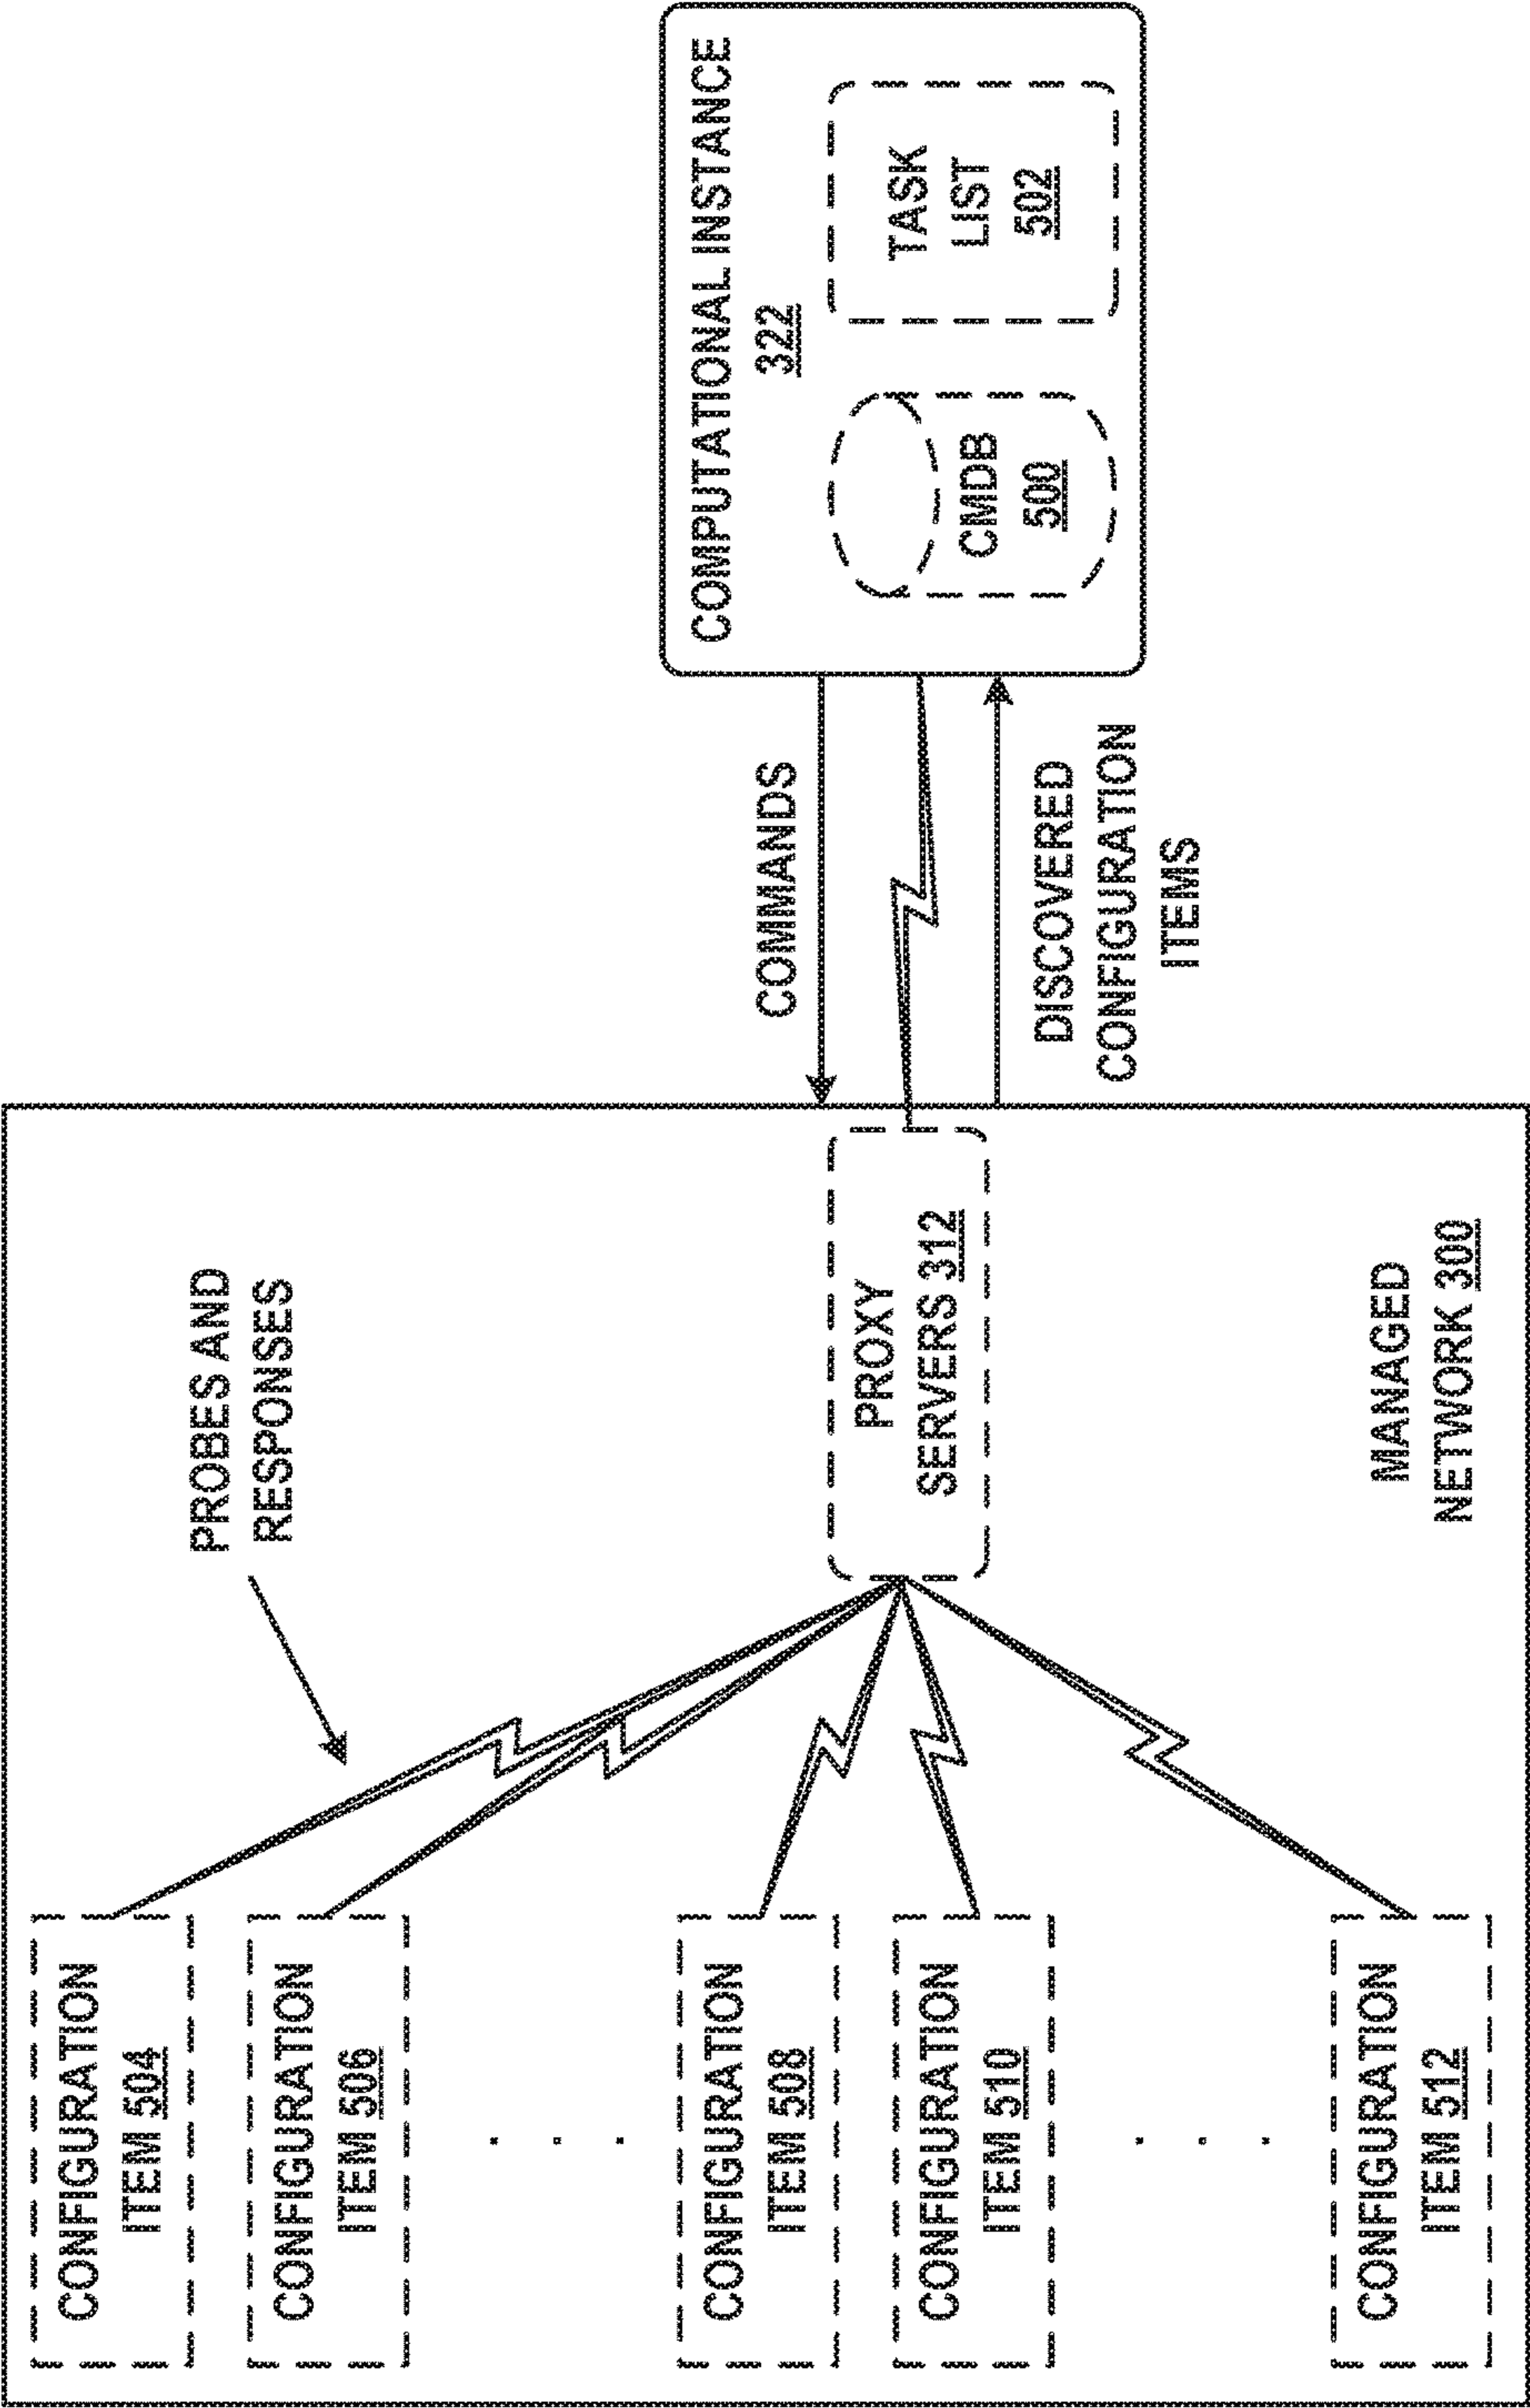 COMPUTATIONAL INSTANCE
322
CMDB
500
TASK
LIST
502
COMMANDS
DISCOVERED
CONFIGURATION
ITEMS
PROBES AND
RESPONSES
PROXY
SERVERS 312
MANAGED
NETWORK 300
CONFIGURATION
ITEM 504
CONFIGURATION
ITEM 506
CONFIGURATION
ITEM 508
CONFIGURATION
ITEM 510
CONFIGURATION
ITEM 512